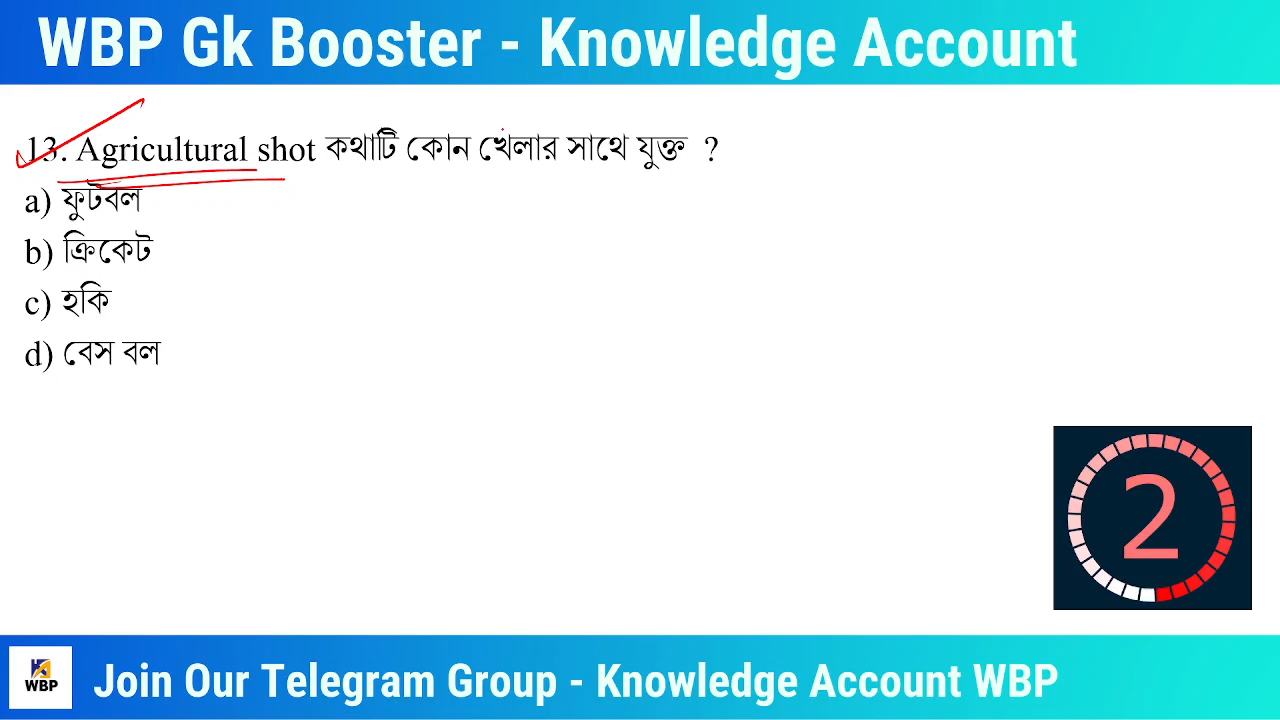 WBP Gk Booster - Knowledge Account
13. Agricultural shot কথাটি কোন খেলার সাথে যুক্ত ?
a) ফুটবল
b) ক্রিকেট
c) হকি
d) বেস বল
2
WBP
Join Our Telegram Group - Knowledge Account WBP